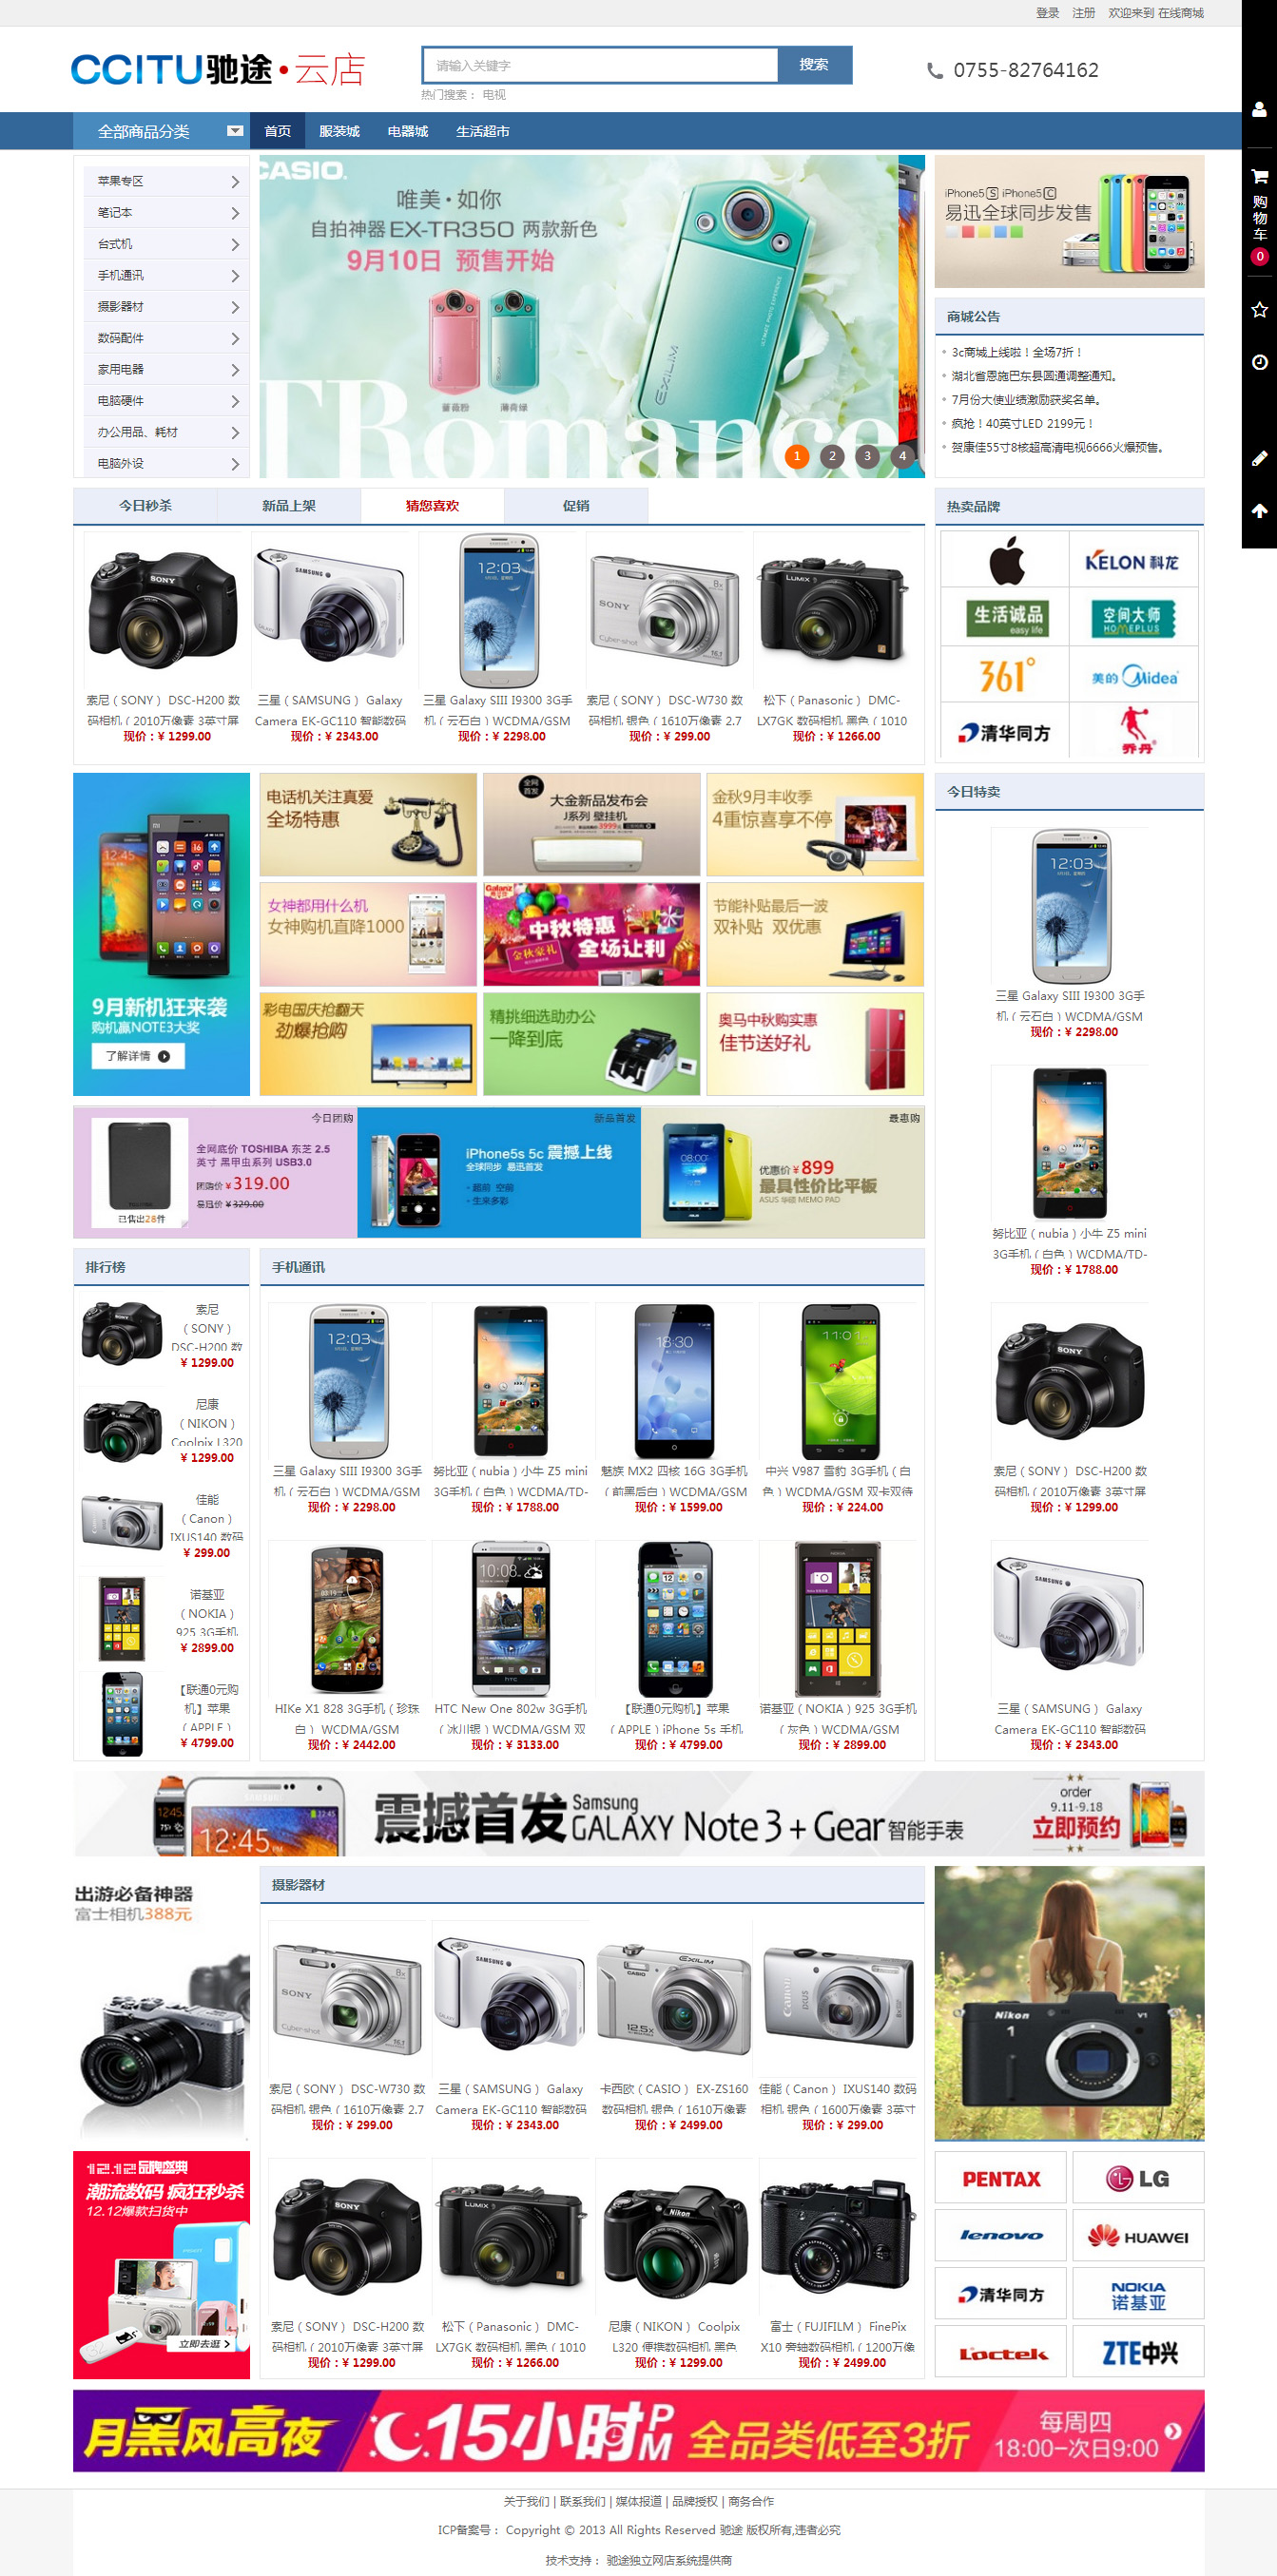 登录 注册 欢迎来到 在线商城
CCITU驰途·云店
请输入关键字
搜索
热门搜索： 电视
0755-82764162
全部商品分类 首页 服装城 电器城 生活超市
购物车
0
苹果专区
笔记本
台式机
手机通讯
摄影器材
数码配件
家用电器
电脑硬件
办公用品、耗材
电脑外设
CASIO.
唯美·如你
自拍神器EX-TR350 两款新色
9月10日 预售开始
蔷薇粉 薄荷绿
EXILIM
TRomance
1 2 3 4
iPhone5 S iPhone5 C
易迅全球同步发售
商城公告
3c商城上线啦！全场7折！
湖北省恩施巴东县圆通调整通知。
7月份大使业绩激励获奖名单。
疯抢！40英寸LED 2199元！
贺康佳55寸8核超高清电视6666火爆预售。
今日秒杀 新品上架 猜您喜欢 促销
索尼（SONY） DSC-H200 数
码相机（2010万像素 3英寸屏
现价：¥ 1299.00
三星（SAMSUNG） Galaxy
Camera EK-GC110 智能数码
现价：¥ 2343.00
三星 Galaxy SIII I9300 3G手
机（云石白）WCDMA/GSM
现价：¥ 2298.00
索尼（SONY） DSC-W730 数
码相机 银色（1610万像素 2.7
现价：¥ 299.00
松下（Panasonic） DMC-
LX7GK 数码相机 黑色（1010
现价：¥ 1266.00
热卖品牌
KELON 科龙
生活诚品
easy life
空间大师
HOMEPLUS
361°
美的 Midea
清华同方
乔丹
9月新机狂来袭
购机赢NOTE3大奖
了解详情
电话机关注真爱
全场特惠
全网首发
大金新品发布会
J系列 壁挂机
3999元
金秋9月丰收季
4重惊喜享不停
女神都用什么机
女神购机直降1000
Galanz
中秋特惠
全场让利
金秋豪礼
节能补贴最后一波
双补贴 双优惠
彩电国庆抢翻天
劲爆抢购
精挑细选助办公
一降到底
奥马中秋购实惠
佳节送好礼
今日特卖
三星 Galaxy SIII I9300 3G手
机（云石白）WCDMA/GSM
现价：¥ 2298.00
努比亚（nubia）小牛 Z5 mini
3G手机（白色）WCDMA/TD-
现价：¥ 1788.00
索尼（SONY） DSC-H200 数
码相机（2010万像素 3英寸屏
现价：¥ 1299.00
三星（SAMSUNG） Galaxy
Camera EK-GC110 智能数码
现价：¥ 2343.00
今日团购
全网底价 TOSHIBA 东芝 2.5
英寸 黑甲虫系列 USB3.0
团购价 ¥319.00
易迅价 ¥329.00
已售出28件
新品首发
iPhone5s 5c 震撼上线
全球同步 易迅首发
超前 空前
生来多彩
最惠购
优惠价 ¥899
最具性价比平板
ASUS 华硕 MEMO PAD
排行榜
索尼
（SONY）
DSC-H200 数
¥ 1299.00
尼康
（NIKON）
Coolpix L320
¥ 1299.00
佳能
（Canon）
IXUS140 数码
¥ 299.00
诺基亚
（NOKIA）
925 3G手机
¥ 2899.00
【联通0元购
机】苹果
（APPLE）
¥ 4799.00
手机通讯
三星 Galaxy SIII I9300 3G手
机（云石白）WCDMA/GSM
现价：¥ 2298.00
努比亚（nubia）小牛 Z5 mini
3G手机（白色）WCDMA/TD-
现价：¥ 1788.00
魅族 MX2 四核 16G 3G手机
（前黑后白）WCDMA/GSM
现价：¥ 1599.00
中兴 V987 雪豹 3G手机（白
色）WCDMA/GSM 双卡双待
现价：¥ 224.00
HIKe X1 828 3G手机（珍珠
白） WCDMA/GSM
现价：¥ 2442.00
HTC New One 802w 3G手机
（冰川银）WCDMA/GSM 双
现价：¥ 3133.00
【联通0元购机】苹果
（APPLE）iPhone 5s 手机
现价：¥ 4799.00
诺基亚（NOKIA）925 3G手机
（灰色）WCDMA/GSM
现价：¥ 2899.00
12:45
震撼首发 Samsung GALAXY Note 3 + Gear 智能手表
order
9.11-9.18
立即预约
出游必备神器
富士相机388元
摄影器材
索尼（SONY） DSC-W730 数
码相机 银色（1610万像素 2.7
现价：¥ 299.00
三星（SAMSUNG） Galaxy
Camera EK-GC110 智能数码
现价：¥ 2343.00
卡西欧（CASIO） EX-ZS160
数码相机 银色（1610万像素
现价：¥ 2499.00
佳能（Canon） IXUS140 数码
相机 银色（1600万像素 3英寸
现价：¥ 299.00
索尼（SONY） DSC-H200 数
码相机（2010万像素 3英寸屏
现价：¥ 1299.00
松下（Panasonic） DMC-
LX7GK 数码相机 黑色（1010
现价：¥ 1266.00
尼康（NIKON） Coolpix
L320 便携数码相机 黑色
现价：¥ 1299.00
富士（FUJIFILM） FinePix
X10 旁轴数码相机（1200万像
现价：¥ 2499.00
Nikon
1 V1
12.12品牌盛典
潮流数码 疯狂秒杀
12.12爆款扫货中
立即去逛
PENTAX
LG
lenovo
HUAWEI
清华同方
NOKIA
诺基亚
Loctek
ZTE中兴
月黑风高夜 15小时PM 全品类低至3折
每周四
18:00-次日9:00
关于我们 | 联系我们 | 媒体报道 | 品牌授权 | 商务合作
ICP备案号： Copyright © 2013 All Rights Reserved 驰途 版权所有,违者必究
技术支持： 驰途独立网店系统提供商